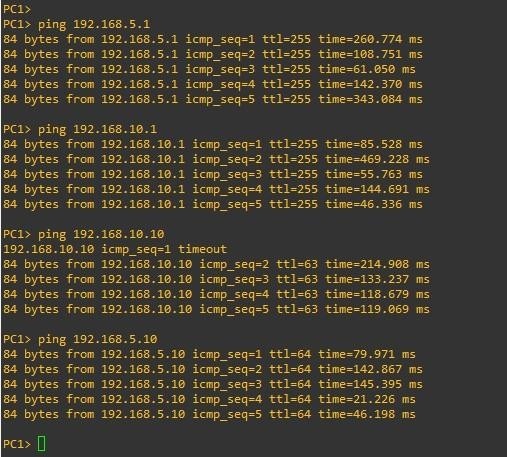 PC1>
PC1> ping 192.168.5.1
84 bytes from 192.168.5.1 icmp_seq=1 ttl=255 time=260.774 ms
84 bytes from 192.168.5.1 icmp_seq=2 ttl=255 time=108.751 ms
84 bytes from 192.168.5.1 icmp_seq=3 ttl=255 time=61.050 ms
84 bytes from 192.168.5.1 icmp_seq=4 ttl=255 time=142.370 ms
84 bytes from 192.168.5.1 icmp_seq=5 ttl=255 time=343.084 ms
PC1> ping 192.168.10.1
84 bytes from 192.168.10.1 icmp_seq=1 ttl=255 time=85.528 ms
84 bytes from 192.168.10.1 icmp_seq=2 ttl=255 time=469.228 ms
84 bytes from 192.168.10.1 icmp_seq=3 ttl=255 time=55.763 ms
84 bytes from 192.168.10.1 icmp_seq=4 ttl=255 time=144.691 ms
84 bytes from 192.168.10.1 icmp_seq=5 ttl=255 time=46.336 ms
PC1> ping 192.168.10.10
192.168.10.10 icmp_seq=1 timeout
84 bytes from 192.168.10.10 icmp_seq=2 ttl=63 time=214.908 ms
84 bytes from 192.168.10.10 icmp_seq=3 ttl=63 time=133.237 ms
84 bytes from 192.168.10.10 icmp_seq=4 ttl=63 time=118.679 ms
84 bytes from 192.168.10.10 icmp_seq=5 ttl=63 time=119.069 ms
PC1> ping 192.168.5.10
84 bytes from 192.168.5.10 icmp_seq=1 ttl=64 time=79.971 ms
84 bytes from 192.168.5.10 icmp_seq=2 ttl=64 time=142.867 ms
84 bytes from 192.168.5.10 icmp_seq=3 ttl=64 time=145.395 ms
84 bytes from 192.168.5.10 icmp_seq=4 ttl=64 time=21.226 ms
84 bytes from 192.168.5.10 icmp_seq=5 ttl=64 time=46.198 ms
PC1>